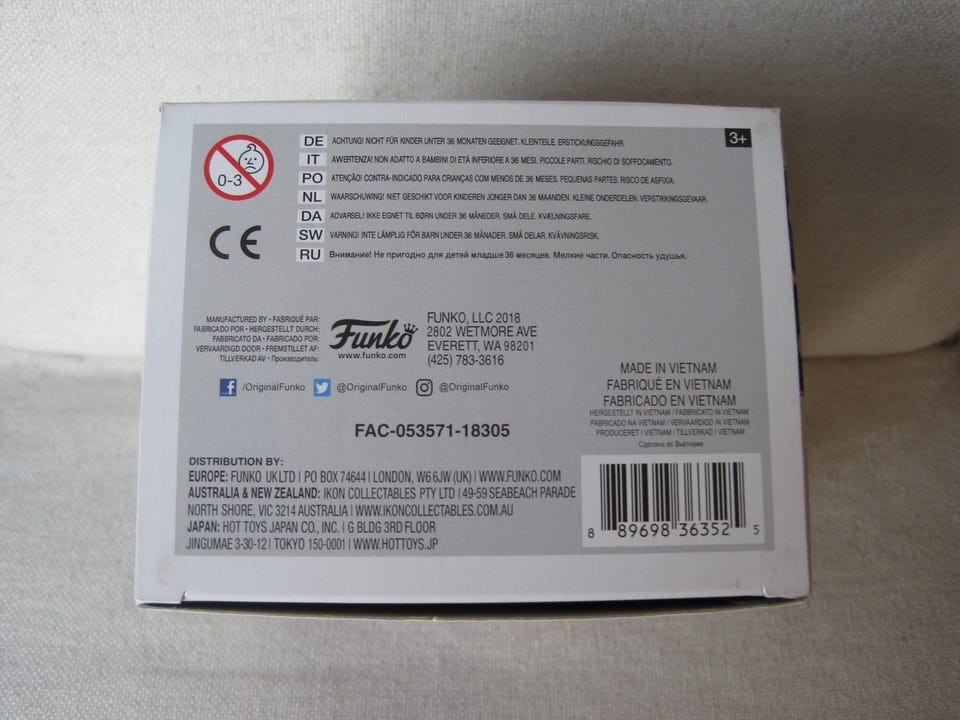 3+
0-3
DE ACHTUNG! NICHT FÜR KINDER UNTER 36 MONATEN GEEIGNET. KLEINTEILE. ERSTICKUNGSGEFAHR.
IT AWERTENZA! NON ADATTO A BAMBINI DI ETÀ INFERIORE A 36 MESI. PICCOLE PARTI. RISCHIO DI SOFFOCAMENTO.
PO ATENÇÃO! CONTRA-INDICADO PARA CRIANÇAS COM MENOS DE 36 MESES. PEQUENAS PARTES. RISCO DE ASFIXIA.
NL WAARSCHUWING! NIET GESCHIKT VOOR KINDEREN JONGER DAN 36 MAANDEN. KLEINE ONDERDELEN. VERSTIKKINGSGEVAAR.
DA ADVARSEL! IKKE EGNET TIL BØRN UNDER 36 MÅNEDER. SMÅ DELE. KVÆLNINGSFARE.
SW VARNING! INTE LÄMPLIG FÖR BARN UNDER 36 MÅNADER. SMÅ DELAR. KVÄVNINGSRISK.
RU Внимание! Не пригодно для детей младше 36 месяцев. Мелкие части. Опасность удушья.
CE
MANUFACTURED BY • FABRIQUÉ PAR:
FABRICADO POR • HERGESTELLT DURCH:
FABBRICATO DA • FABRICADO POR:
VERVAARDIGD DOOR • FREMSTILLET AF:
TILLVERKAD AV • Производитель:
Funko
www.funko.com
FUNKO, LLC 2018
2802 WETMORE AVE
EVERETT, WA 98201
(425) 783-3616
/OriginalFunko @OriginalFunko @OriginalFunko
MADE IN VIETNAM
FABRIQUÉ EN VIETNAM
FABRICADO EN VIETNAM
HERGESTELLT IN VIETNAM / FABBRICATO IN VIETNAM
FABRICADO NA VIETNAM / VERVAARDIGD IN VIETNAM
PRODUCERET I VIETNAM / TILLVERKAD I VIETNAM
Сделано во Вьетнаме
FAC-053571-18305
DISTRIBUTION BY:
EUROPE: FUNKO UK LTD | PO BOX 74644 | LONDON, W6 6JW (UK) | WWW.FUNKO.COM
AUSTRALIA & NEW ZEALAND: IKON COLLECTABLES PTY LTD | 49-59 SEABEACH PARADE
NORTH SHORE, VIC 3214 AUSTRALIA | WWW.IKONCOLLECTABLES.COM.AU
JAPAN: HOT TOYS JAPAN CO., INC. | G BLDG 3RD FLOOR
JINGUMAE 3-30-12 | TOKYO 150-0001 | WWW.HOTTOYS.JP
8 89698 36352 5